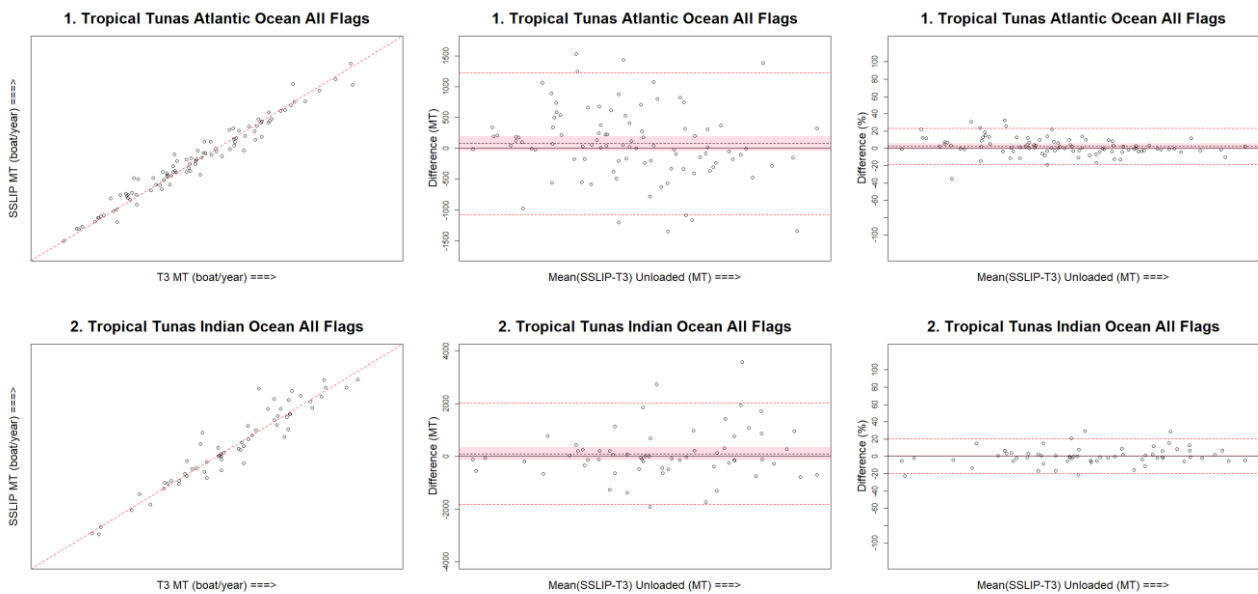 1. Tropical Tunas Atlantic Ocean All Flags
SSLIP MT (boat/year) ===>
T3 MT (boat/year) ===>
1. Tropical Tunas Atlantic Ocean All Flags
Difference (MT)
1500
1000
500
0
-500
-1000
-1500
Mean(SSLIP-T3) Unloaded (MT) ===>
1. Tropical Tunas Atlantic Ocean All Flags
Difference (%)
100
60
40
20
0
-20
-40
-60
-100
Mean(SSLIP-T3) Unloaded (MT) ===>
2. Tropical Tunas Indian Ocean All Flags
SSLIP MT (boat/year) ===>
T3 MT (boat/year) ===>
2. Tropical Tunas Indian Ocean All Flags
Difference (MT)
4000
2000
0
-2000
-4000
Mean(SSLIP-T3) Unloaded (MT) ===>
2. Tropical Tunas Indian Ocean All Flags
Difference (%)
100
60
40
20
0
-20
-40
-60
-100
Mean(SSLIP-T3) Unloaded (MT) ===>